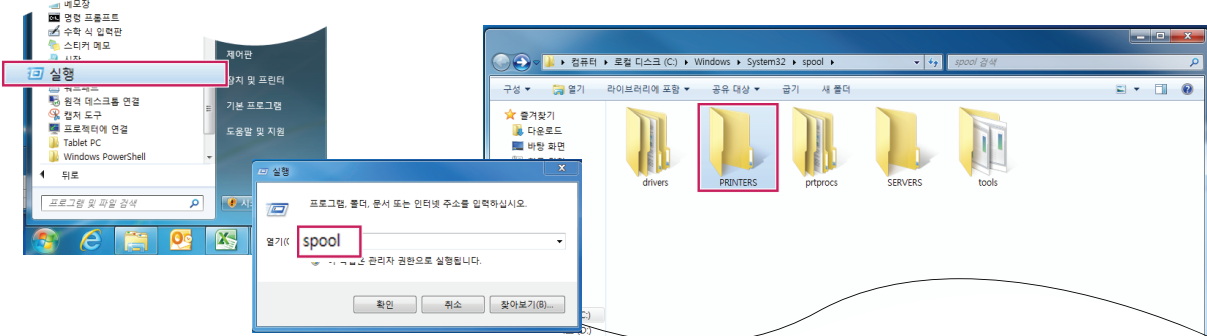 메모장
명령 프롬프트
수학 식 입력판
스티커 메모
실행
원격 데스크톱 연결
캡처 도구
프로젝터에 연결
Tablet PC
Windows PowerShell
뒤로
프로그램 및 파일 검색
제어판
장치 및 프린터
기본 프로그램
도움말 및 지원
실행
프로그램, 폴더, 문서 또는 인터넷 주소를 입력하십시오.
열기(
spool
관리자 권한으로 실행됩니다.
확인 취소 찾아보기(B)...
컴퓨터 로컬 디스크 (C:) Windows System32 spool
spool 검색
구성 열기 라이브러리에 포함 공유 대상 굽기 새 폴더
즐겨찾기
다운로드
바탕 화면
drivers PRINTERS prtprocs SERVERS tools